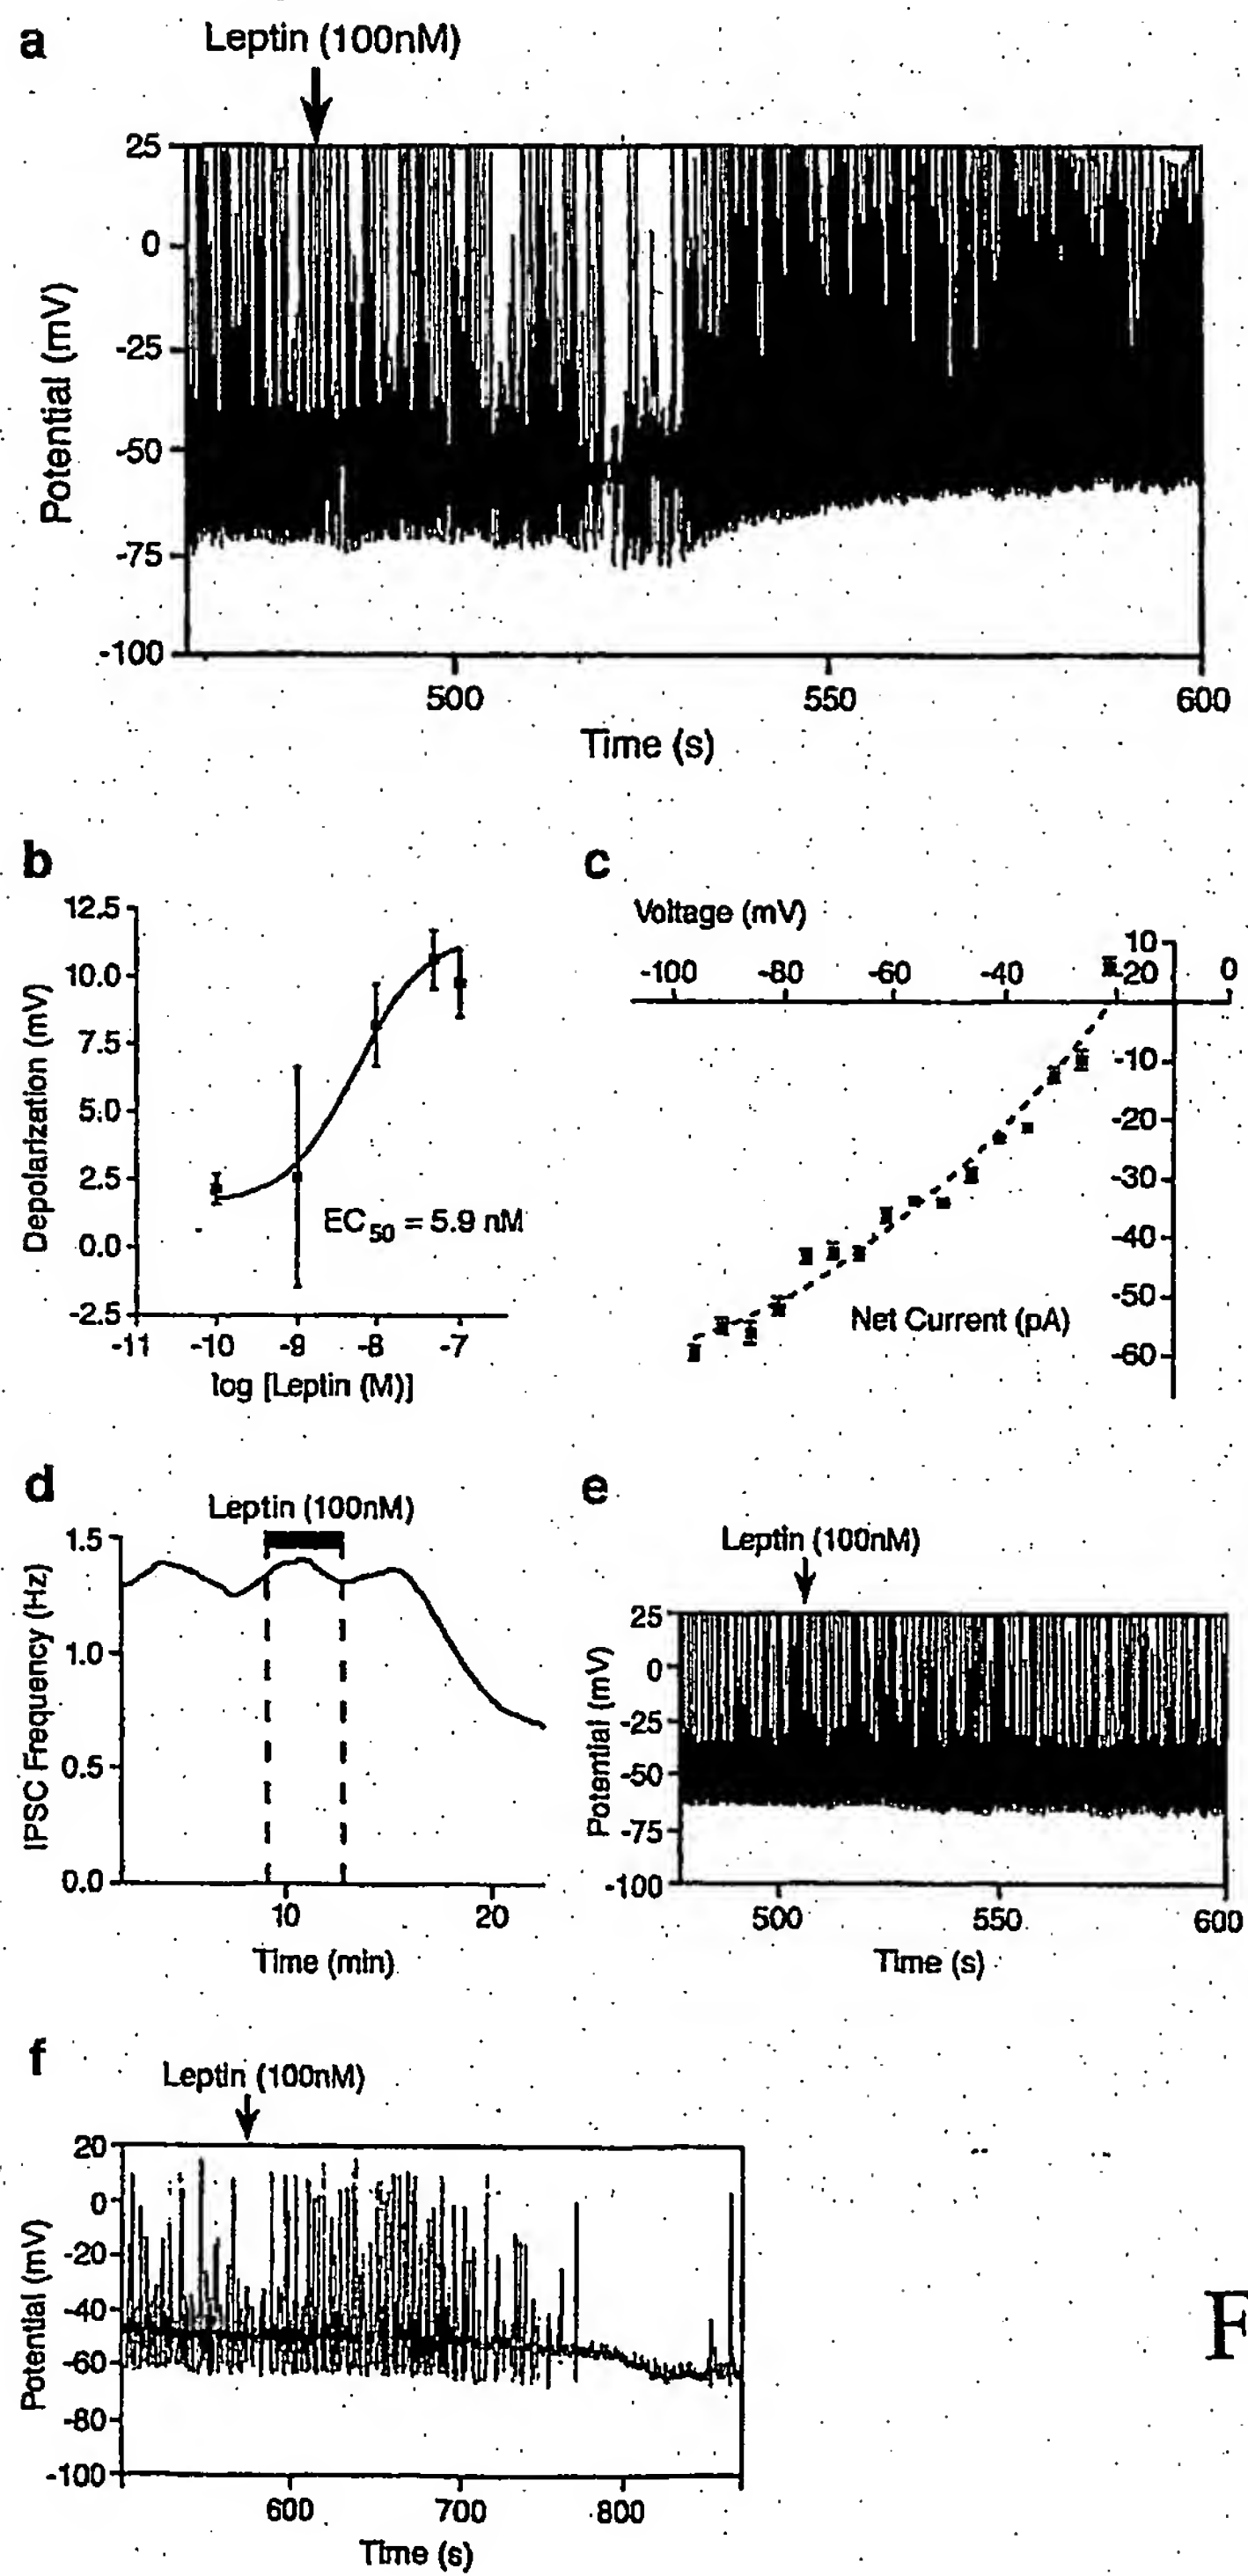 a
Leptin (100nM)
25
0
-25
-50
-75
-100
Potential (mV)
500 550 600
Time (s)
b
12.5
10.0
7.5
5.0
2.5
0.0
-2.5
Depolarization (mV)
EC50 = 5.9 nM
-11 -10 -9 -8 -7
log [Leptin (M)]
c
Voltage (mV)
-100 -80 -60 -40 -20 0
10
-10
-20
-30
-40
-50
-60
Net Current (pA)
d
Leptin (100nM)
1.5
1.0
0.5
0.0
IPSC Frequency (Hz)
10 20
Time (min)
e
Leptin (100nM)
25
0
-25
-50
-75
-100
Potential (mV)
500 550 600
Time (s)
f
Leptin (100nM)
20
0
-20
-40
-60
-80
-100
Potential (mV)
600 700 800
Time (s)
F